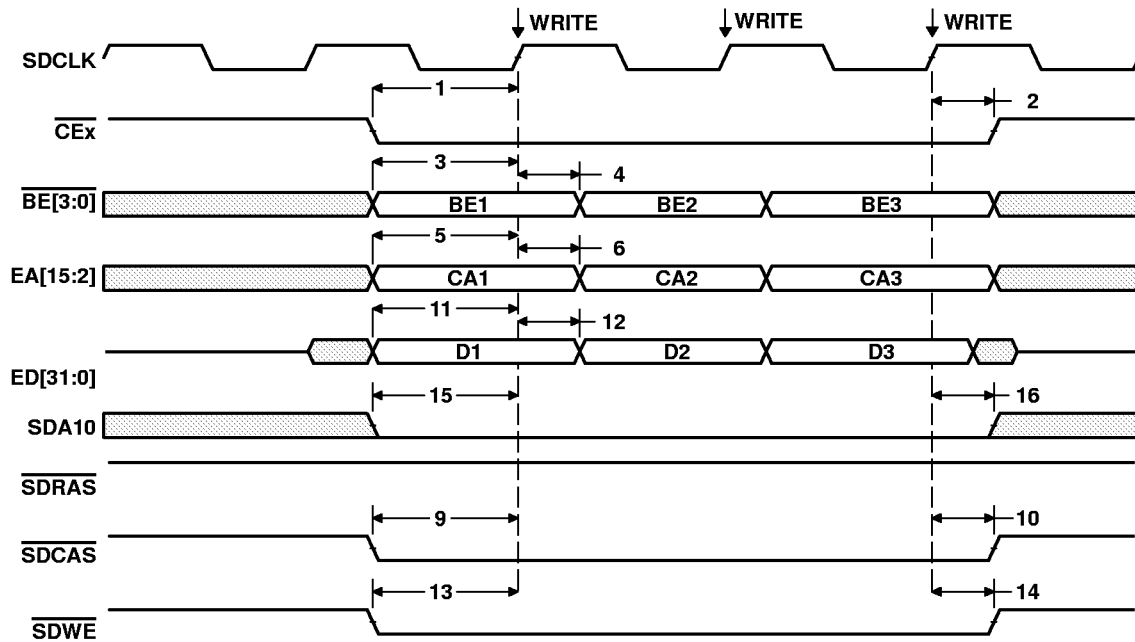 WRITE WRITE WRITE
SDCLK
1 2
CEx
3 4
BE[3:0] BE1 BE2 BE3
5 6
EA[15:2] CA1 CA2 CA3
11 12
D1 D2 D3
ED[31:0]
15 16
SDA10
SDRAS
9 10
SDCAS
13 14
SDWE